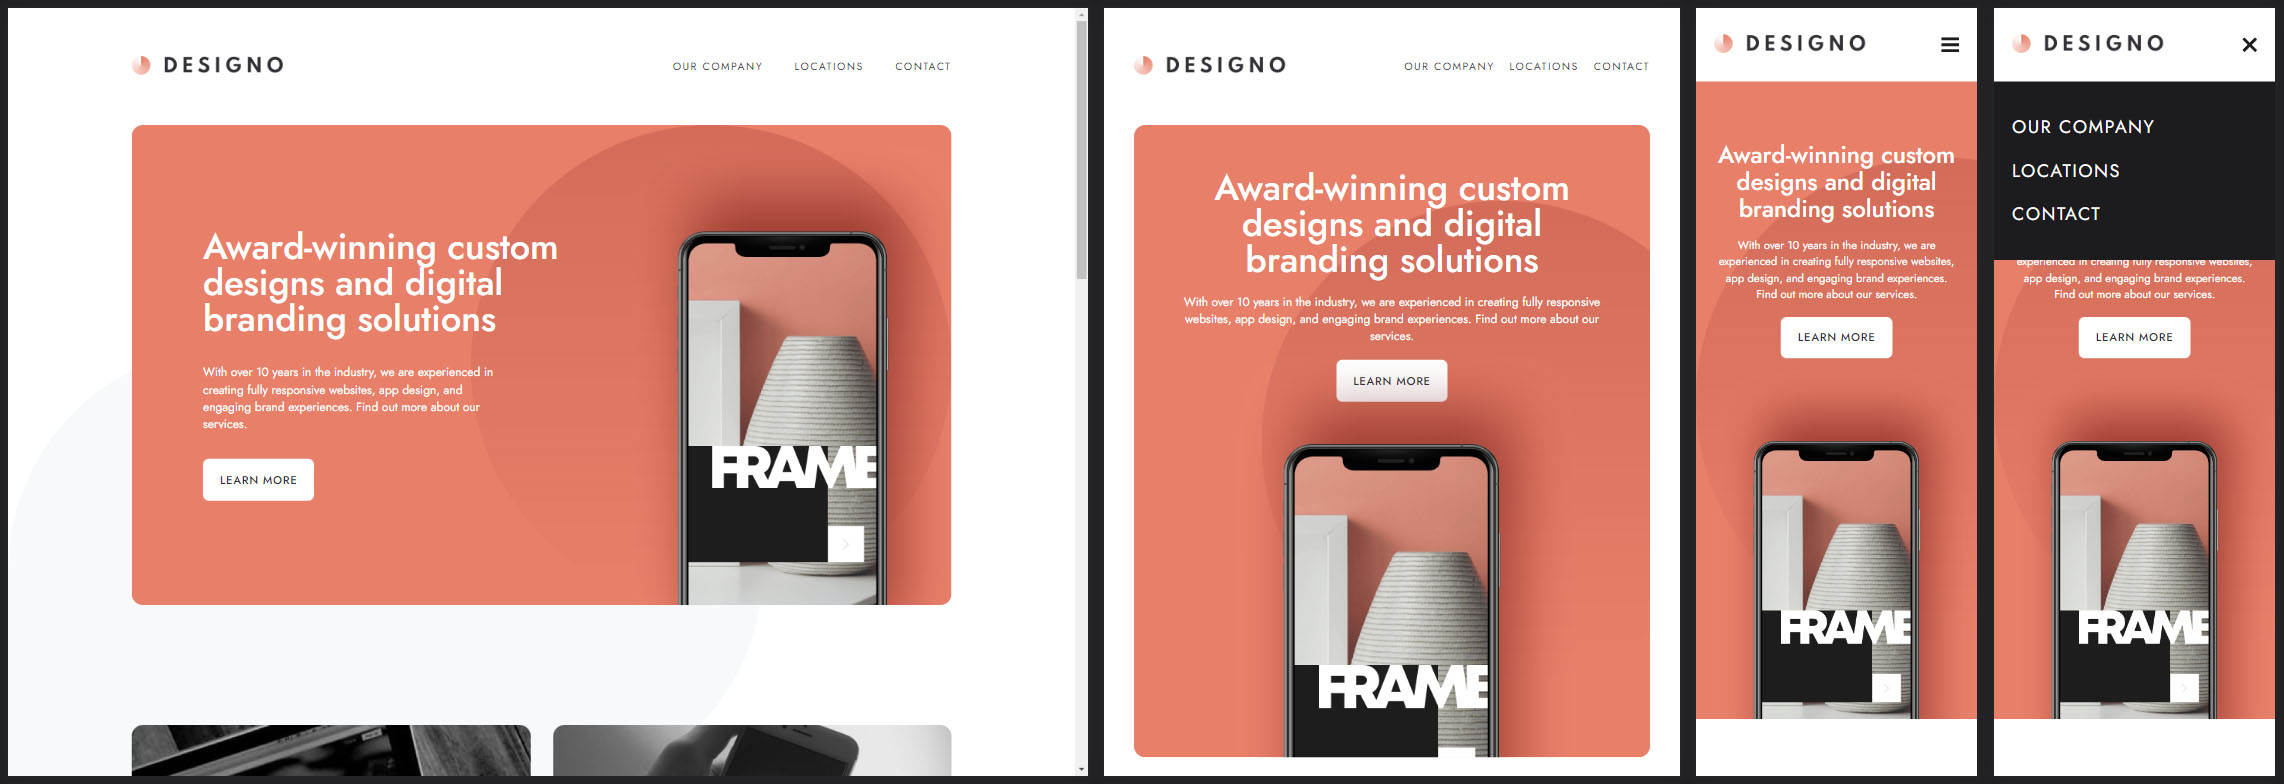 DESIGNO
OUR COMPANY LOCATIONS CONTACT
Award-winning custom
designs and digital
branding solutions
With over 10 years in the industry, we are experienced in
creating fully responsive websites, app design, and
engaging brand experiences. Find out more about our
services.
LEARN MORE
FRAME
DESIGNO
OUR COMPANY LOCATIONS CONTACT
Award-winning custom
designs and digital
branding solutions
With over 10 years in the industry, we are experienced in creating fully responsive
websites, app design, and engaging brand experiences. Find out more about our
services.
LEARN MORE
FRAME
DESIGNO
Award-winning custom
designs and digital
branding solutions
With over 10 years in the industry, we are
experienced in creating fully responsive websites,
app design, and engaging brand experiences.
Find out more about our services.
LEARN MORE
FRAME
DESIGNO
OUR COMPANY
LOCATIONS
CONTACT
experienced in creating fully responsive websites,
app design, and engaging brand experiences.
Find out more about our services.
LEARN MORE
FRAME